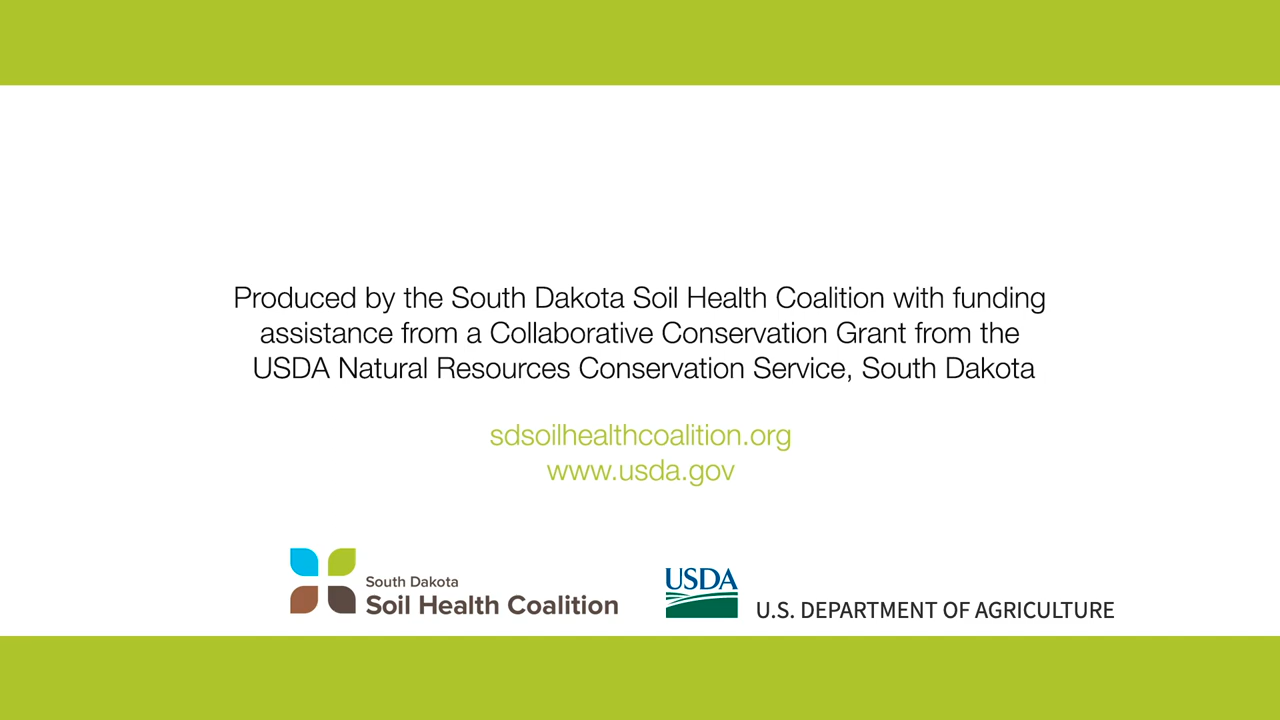 Produced by the South Dakota Soil Health Coalition with funding
assistance from a Collaborative Conservation Grant from the
USDA Natural Resources Conservation Service, South Dakota
sdsoilhealthcoalition.org
www.usda.gov
South Dakota
Soil Health Coalition
USDA
U.S. DEPARTMENT OF AGRICULTURE